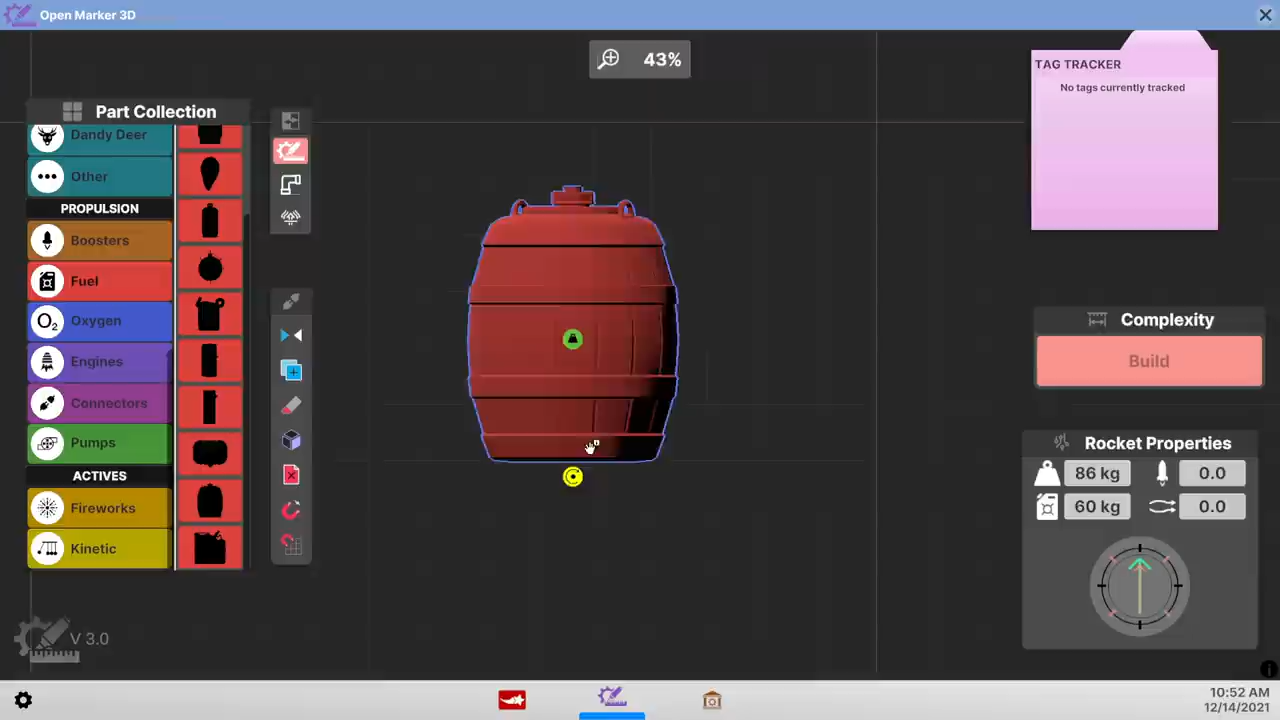 Open Marker 3D
43%
TAG TRACKER
No tags currently tracked
Part Collection
Dandy Deer
Other
PROPULSION
Boosters
Fuel
O2 Oxygen
Engines
Connectors
Pumps
ACTIVES
Fireworks
Kinetic
Complexity
Build
Rocket Properties
86 kg
0.0
60 kg
0.0
V 3.0
10:52 AM
12/14/2021